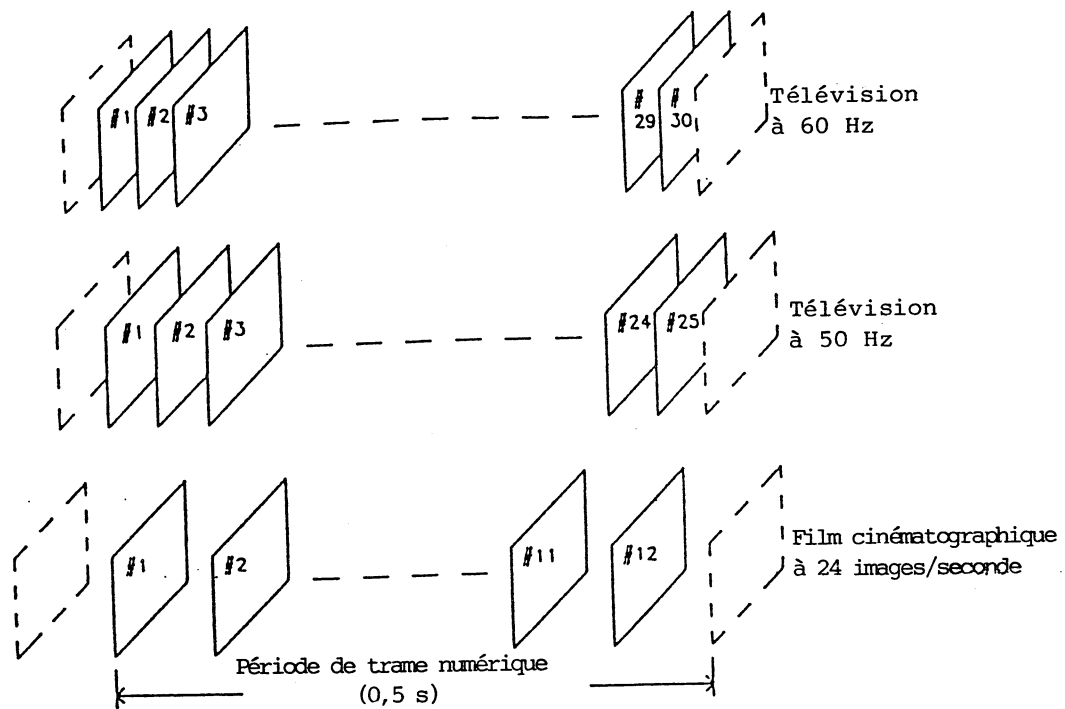 #1 #2 #3 # 29 # 30 Télévision
à 60 Hz
#1 #2 #3 #24 #25 Télévision
à 50 Hz
#1 #2 #11 #12 Film cinématographique
à 24 images/seconde
Période de trame numérique
(0,5 s)